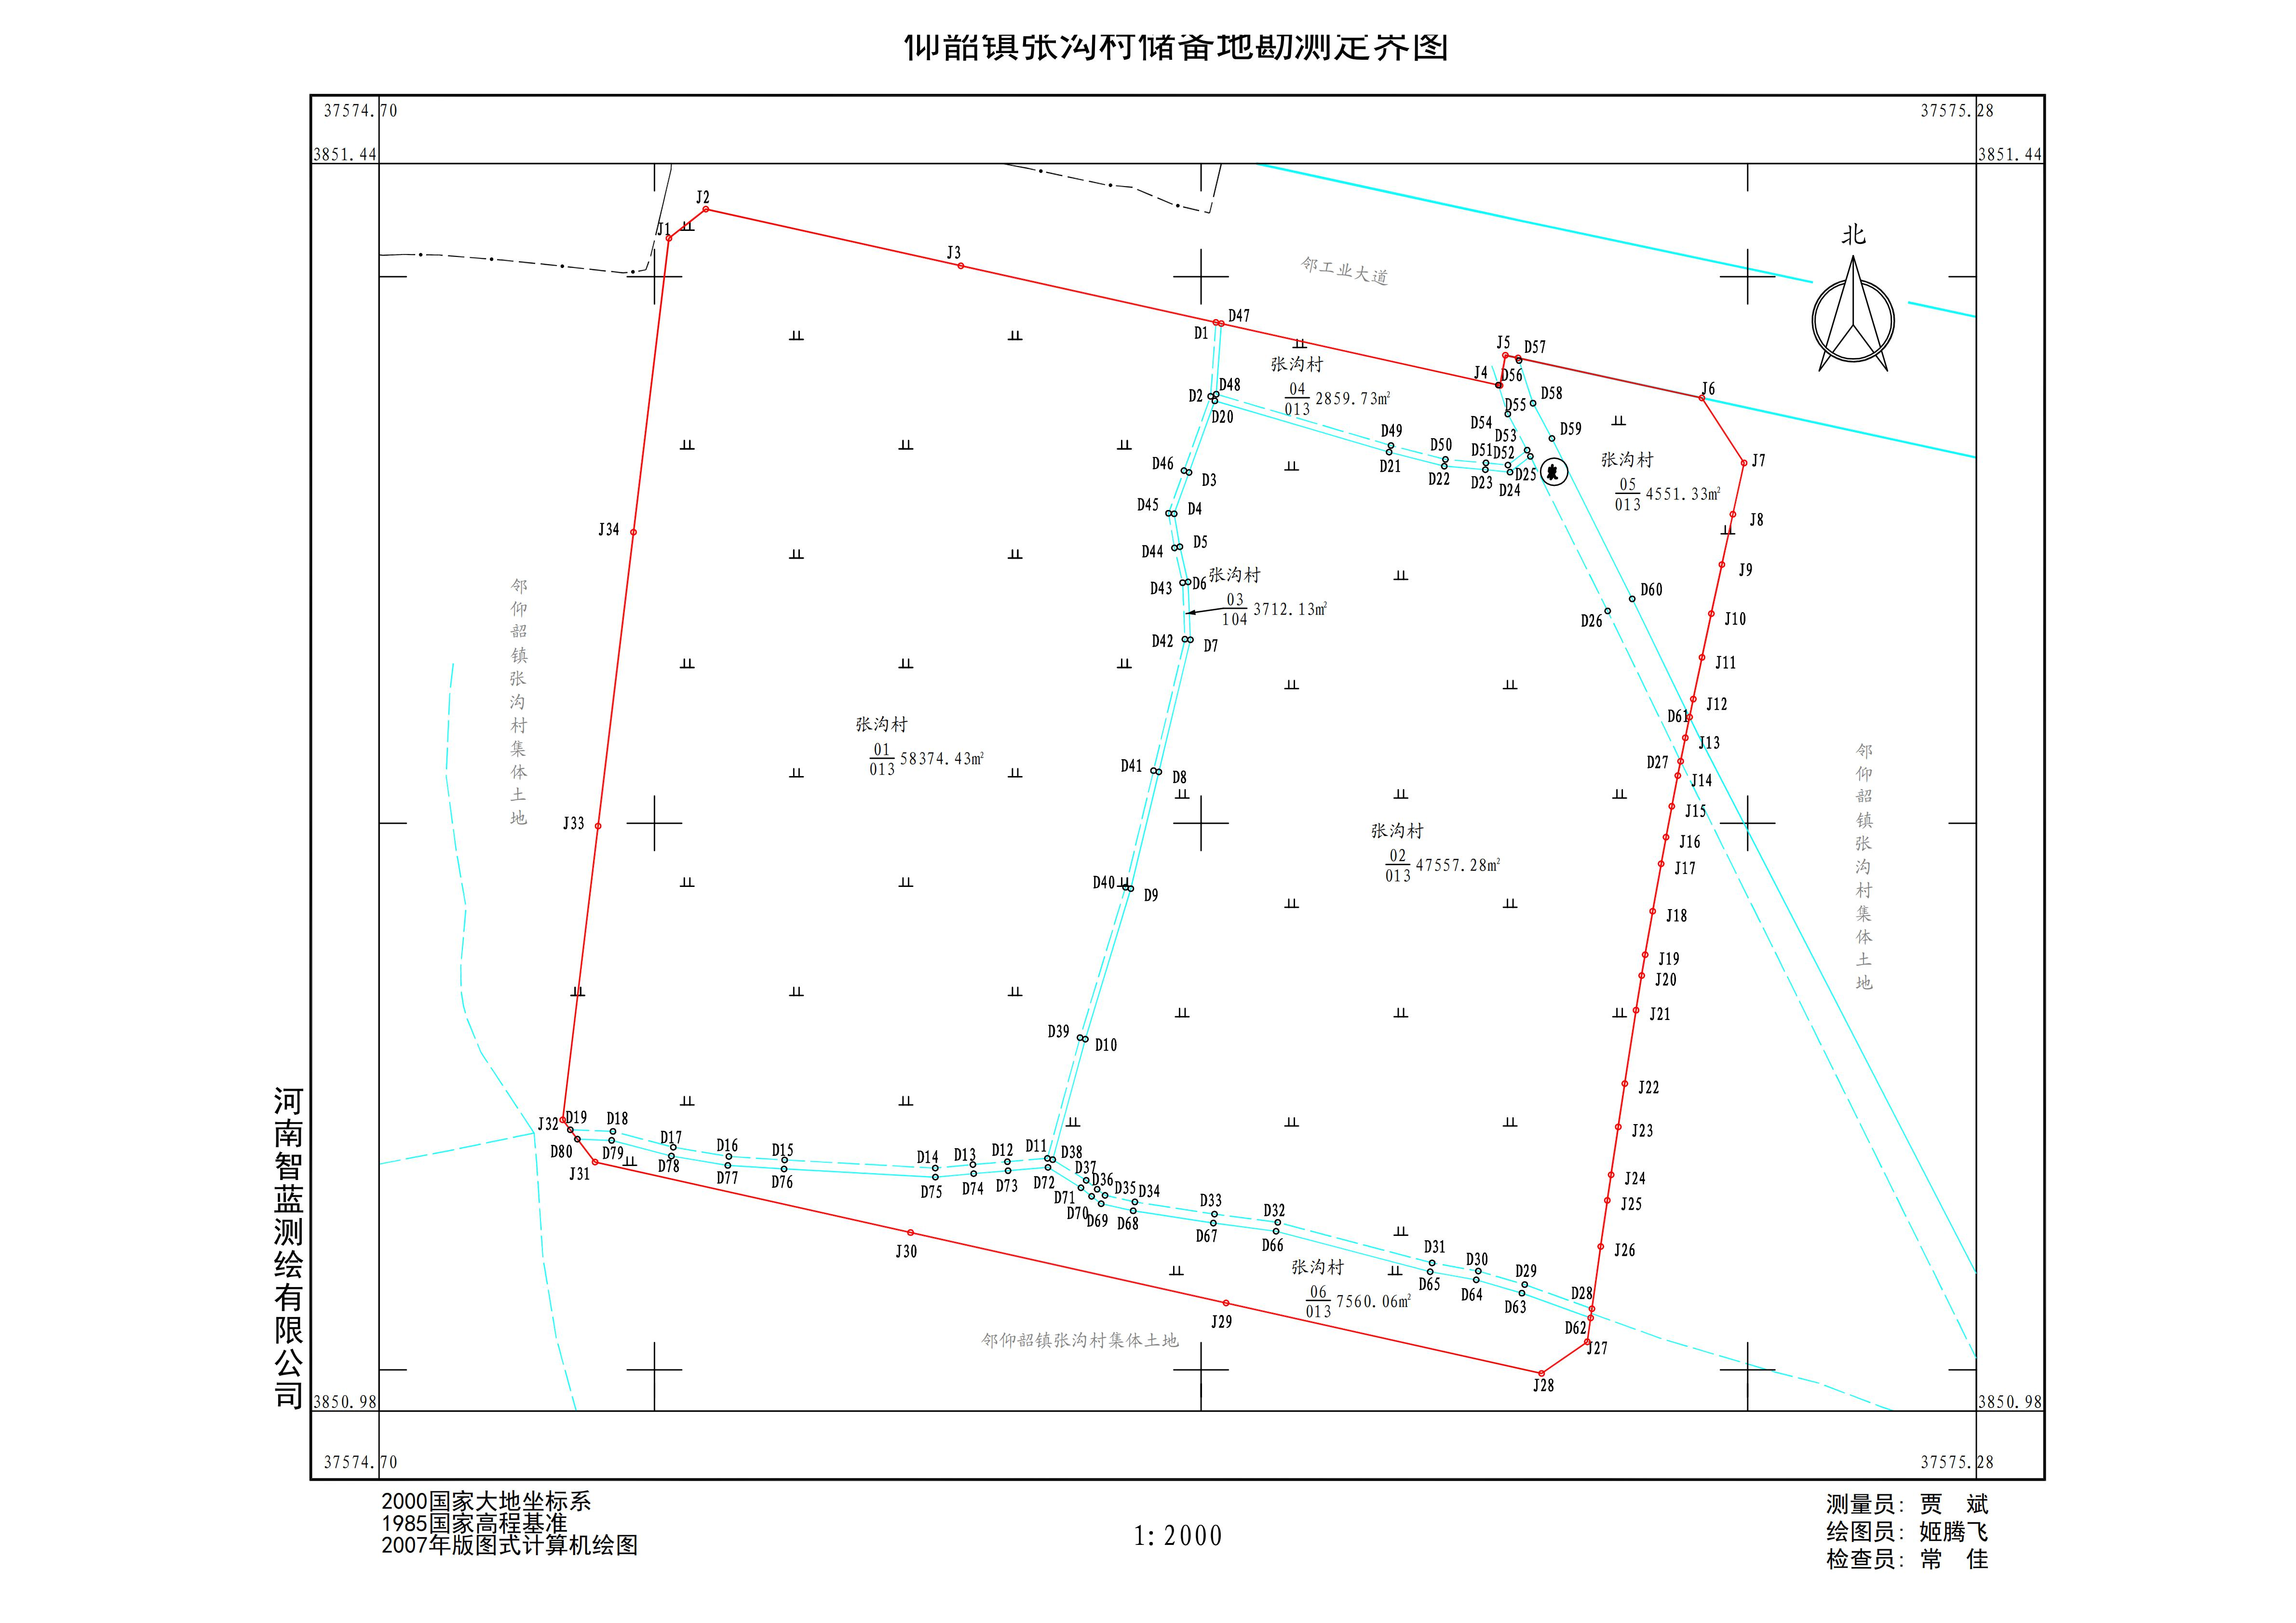 仰韶镇张沟村储备地勘测定界图
37574.70
37575.28
3851.44
3851.44
J2
J1
J3
北
邻工业大道
D1
D47
J5
D57
J4
D56
J6
张沟村
04
013
2859.73㎡
D2
D48
D20
D55
D58
D54
D53
D59
D49
D50
D51
D52
D21
D22
D23
D24
D25
张沟村
05
013
4551.33㎡
J7
D46
D3
D45
D4
J8
J34
D44
D5
J9
D43
D6
张沟村
03
104
3712.13㎡
D60
D26
J10
D42
D7
J11
邻仰韶镇张沟村集体土地
J12
D61
张沟村
01
013
58374.43㎡
J13
D27
D41
D8
J14
邻仰韶镇张沟村集体土地
J33
J15
张沟村
02
013
47557.28㎡
J16
J17
D40
D9
J18
J19
J20
J21
D39
D10
J22
河南智蓝测绘有限公司
J32
D19
D18
J23
D80
D79
D17
D16
D15
D14
D13
D12
D11
D38
J31
D78
D77
D76
D75
D74
D73
D72
D37
J24
D71
D36
D35
D34
D70
D69
D68
D33
D32
J25
D67
D66
J30
J26
D31
D30
D29
D65
D64
D63
D28
张沟村
06
013
7560.06㎡
D62
J29
J27
邻仰韶镇张沟村集体土地
J28
3850.98
3850.98
37574.70
37575.28
2000国家大地坐标系
1985国家高程基准
2007年版图式计算机绘图
1:2000
测量员：贾 斌
绘图员：姬腾飞
检查员：常 佳